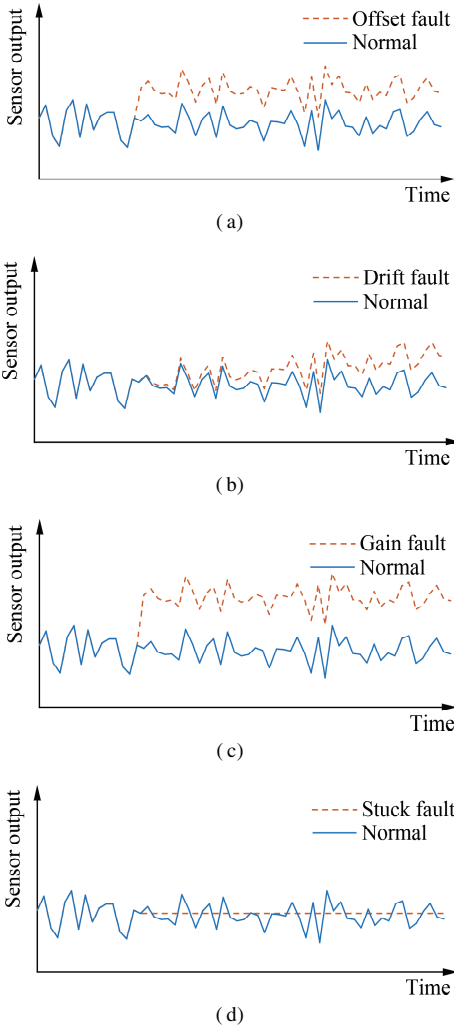 Sensor output
Offset fault
Normal
Time
(a)
Sensor output
Drift fault
Normal
Time
(b)
Sensor output
Gain fault
Normal
Time
(c)
Sensor output
Stuck fault
Normal
Time
(d)